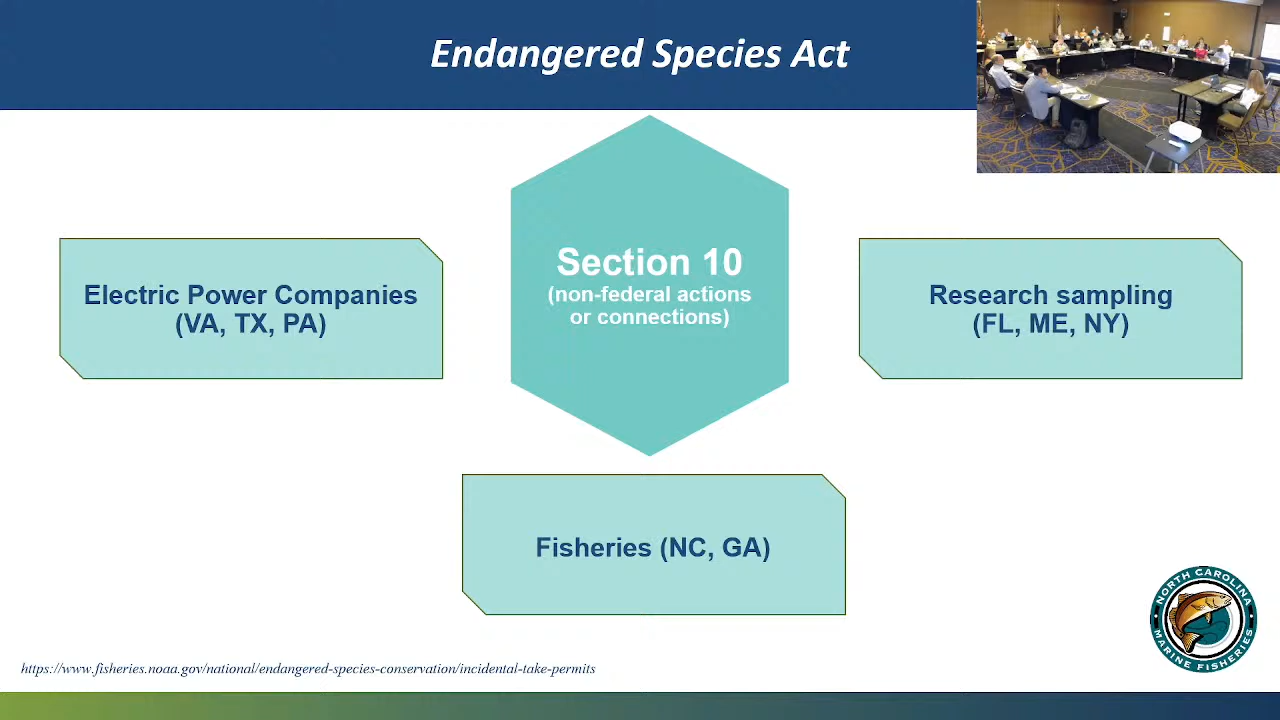 Endangered Species Act
Section 10
(non-federal actions
or connections)
Electric Power Companies
(VA, TX, PA)
Research sampling
(FL, ME, NY)
Fisheries (NC, GA)
NORTH CAROLINA
MARINE FISHERIES
https://www.fisheries.noaa.gov/national/endangered-species-conservation/incidental-take-permits